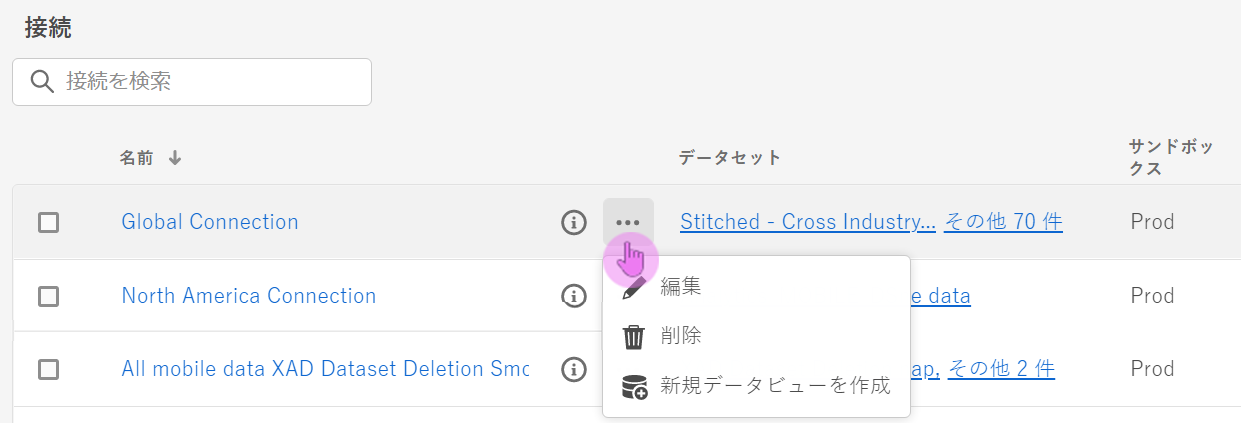 接続
接続を検索
名前
データセット
サンドボッ
クス
Global Connection
Stitched - Cross Industry... その他 70 件
Prod
編集
North America Connection
e data
Prod
削除
All mobile data XAD Dataset Deletion Smo
ap, その他 2 件
Prod
新規データビューを作成